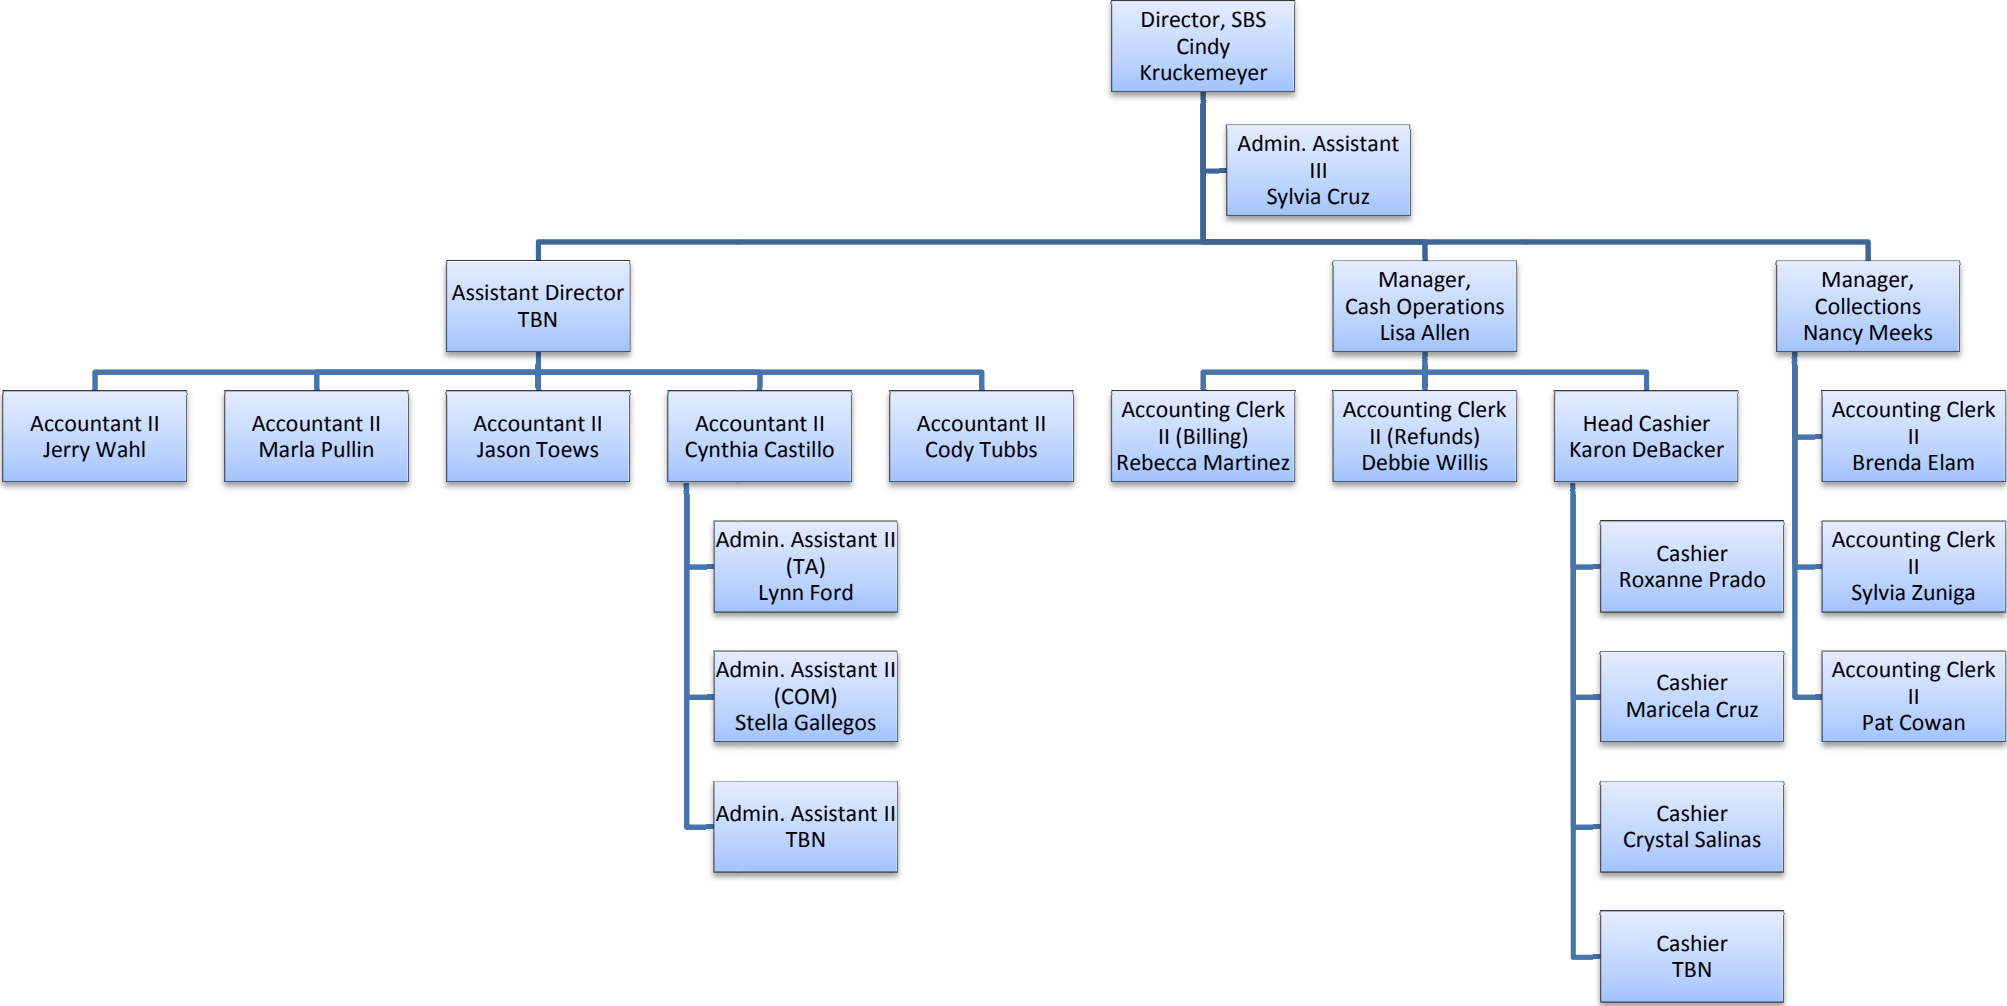 Director, SBS
Cindy
Kruckemeyer
Admin. Assistant
III
Sylvia Cruz
Assistant Director
TBN
Manager,
Cash Operations
Lisa Allen
Manager,
Collections
Nancy Meeks
Accountant II
Jerry Wahl
Accountant II
Marla Pullin
Accountant II
Jason Toews
Accountant II
Cynthia Castillo
Accountant II
Cody Tubbs
Accounting Clerk
II (Billing)
Rebecca Martinez
Accounting Clerk
II (Refunds)
Debbie Willis
Head Cashier
Karon DeBacker
Accounting Clerk
II
Brenda Elam
Admin. Assistant II
(TA)
Lynn Ford
Cashier
Roxanne Prado
Accounting Clerk
II
Sylvia Zuniga
Admin. Assistant II
(COM)
Stella Gallegos
Cashier
Maricela Cruz
Accounting Clerk
II
Pat Cowan
Admin. Assistant II
TBN
Cashier
Crystal Salinas
Cashier
TBN